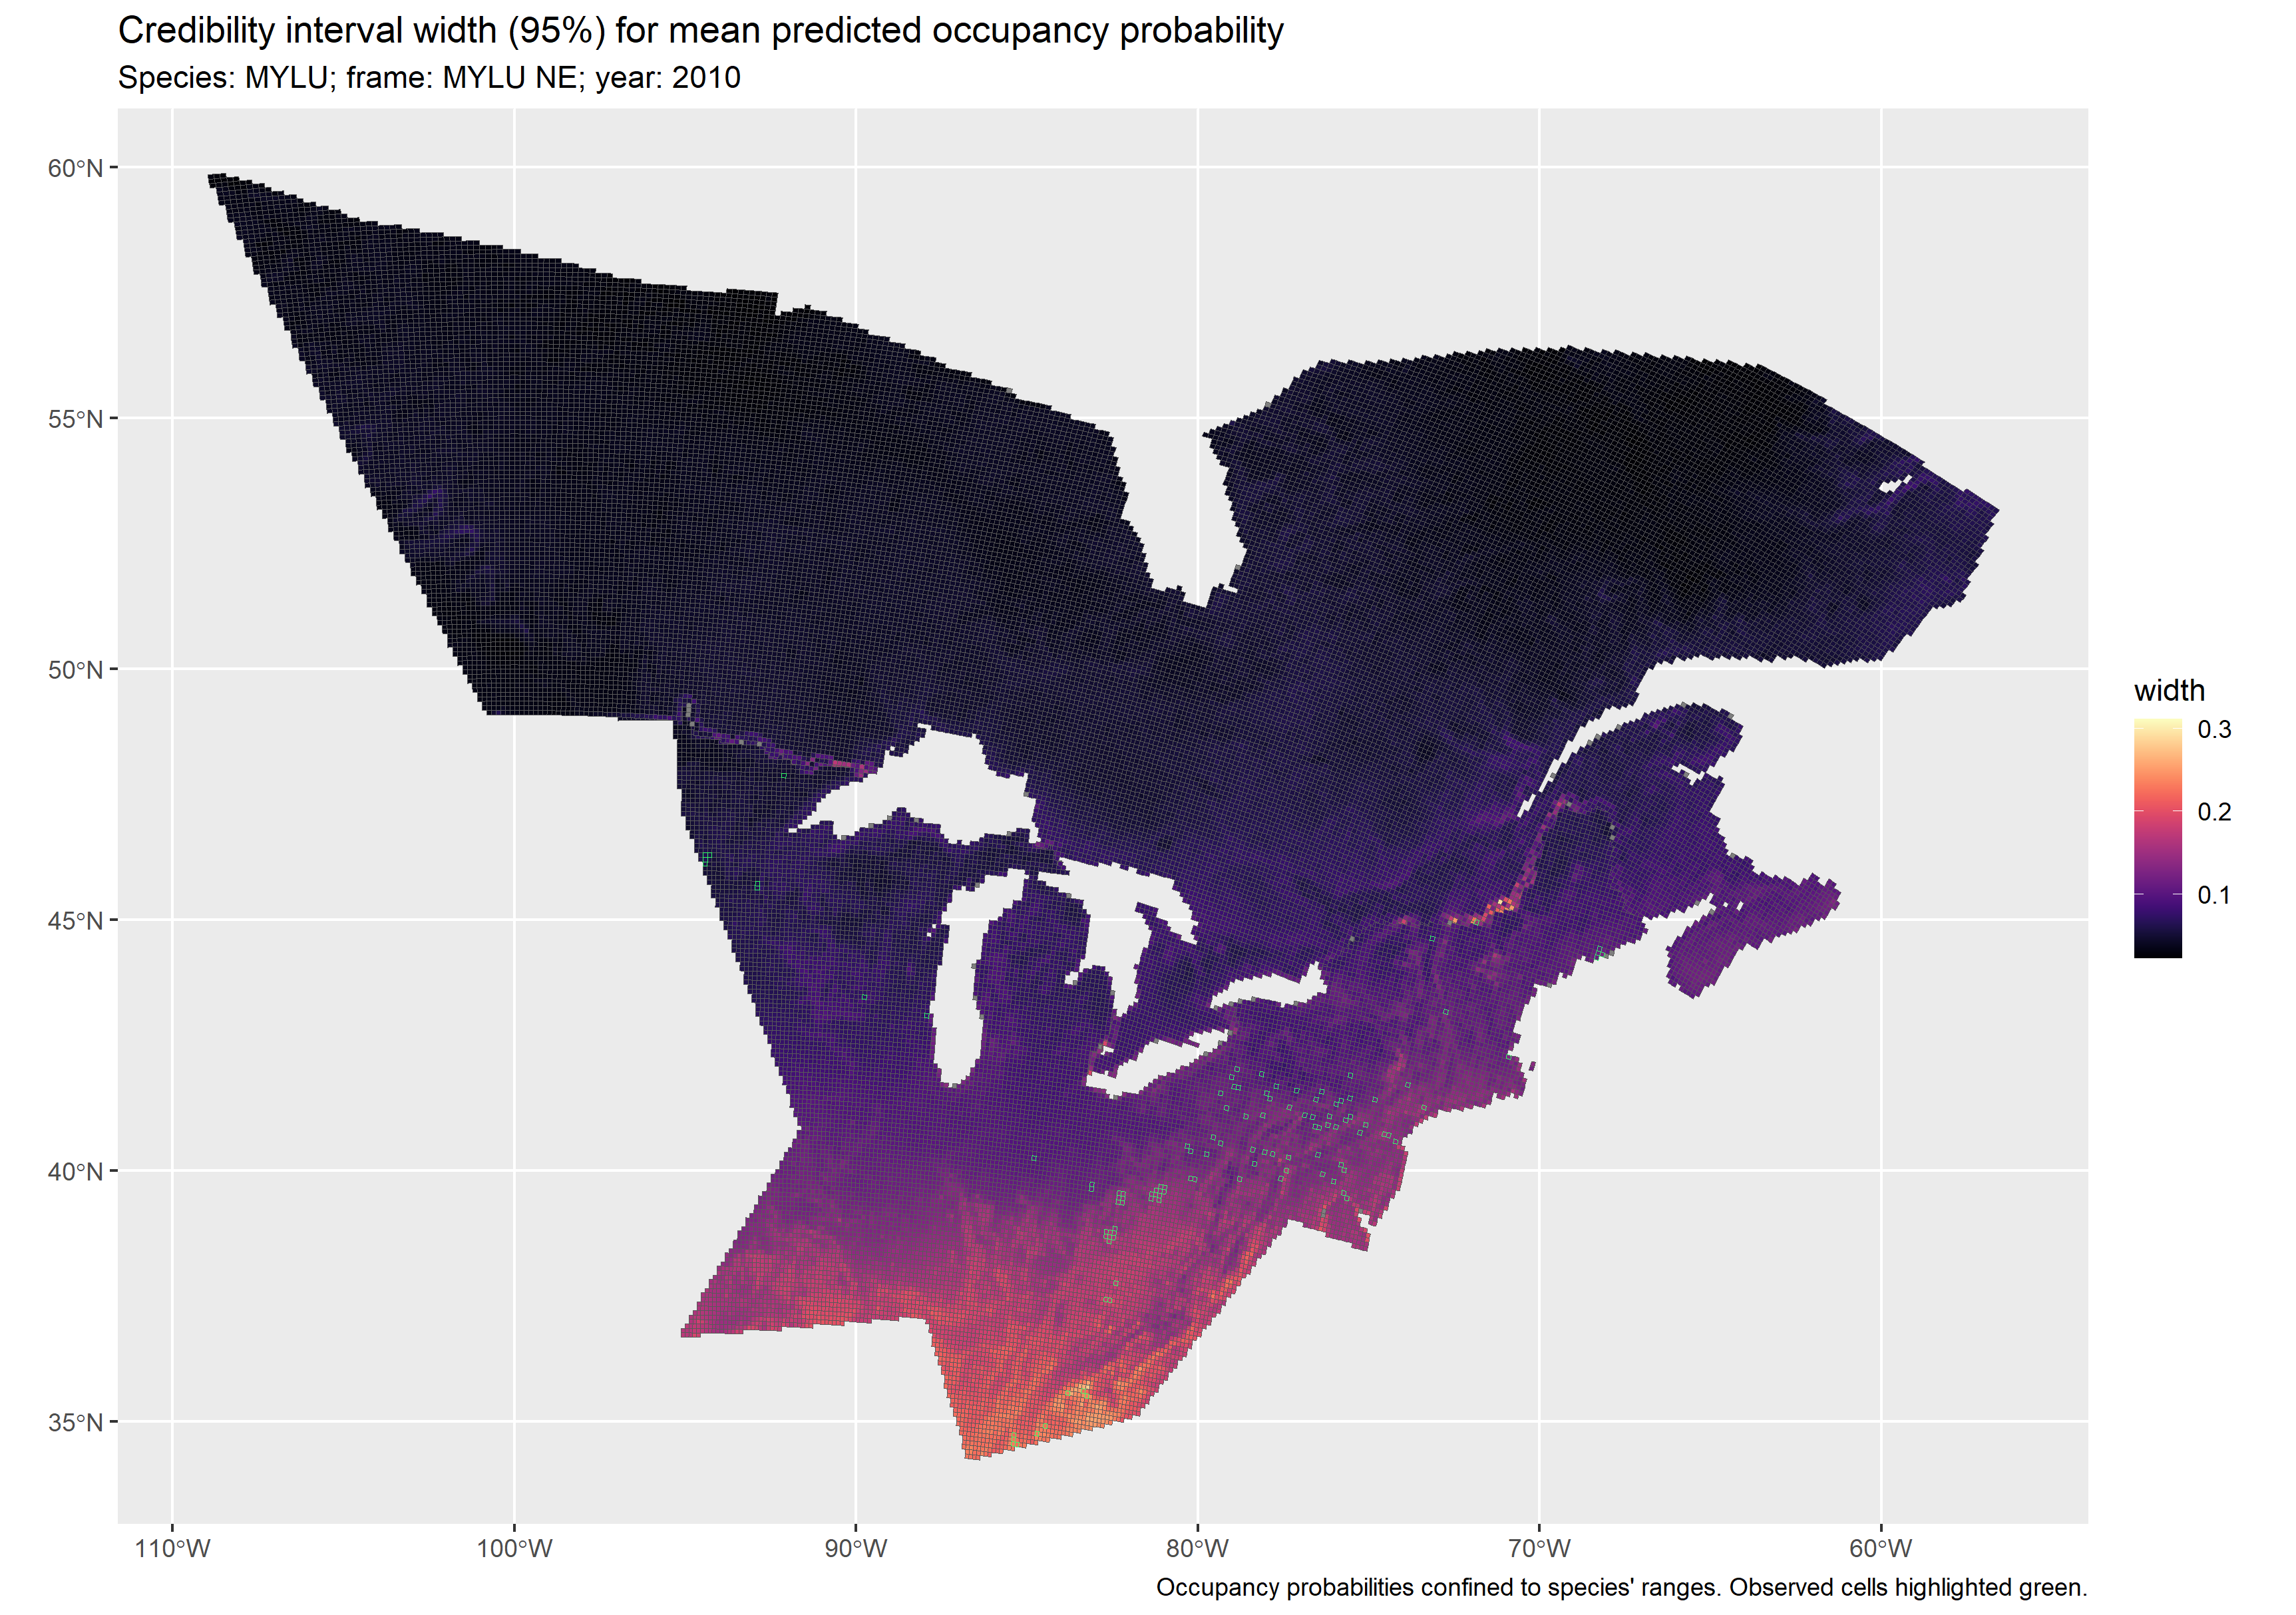 Credibility interval width (95%) for mean predicted occupancy probability
Species: MYLU; frame: MYLU NE; year: 2010
60°N
55°N
50°N
45°N
40°N
35°N
110°W
100°W
90°W
80°W
70°W
60°W
width
0.3
0.2
0.1
Occupancy probabilities confined to species' ranges. Observed cells highlighted green.